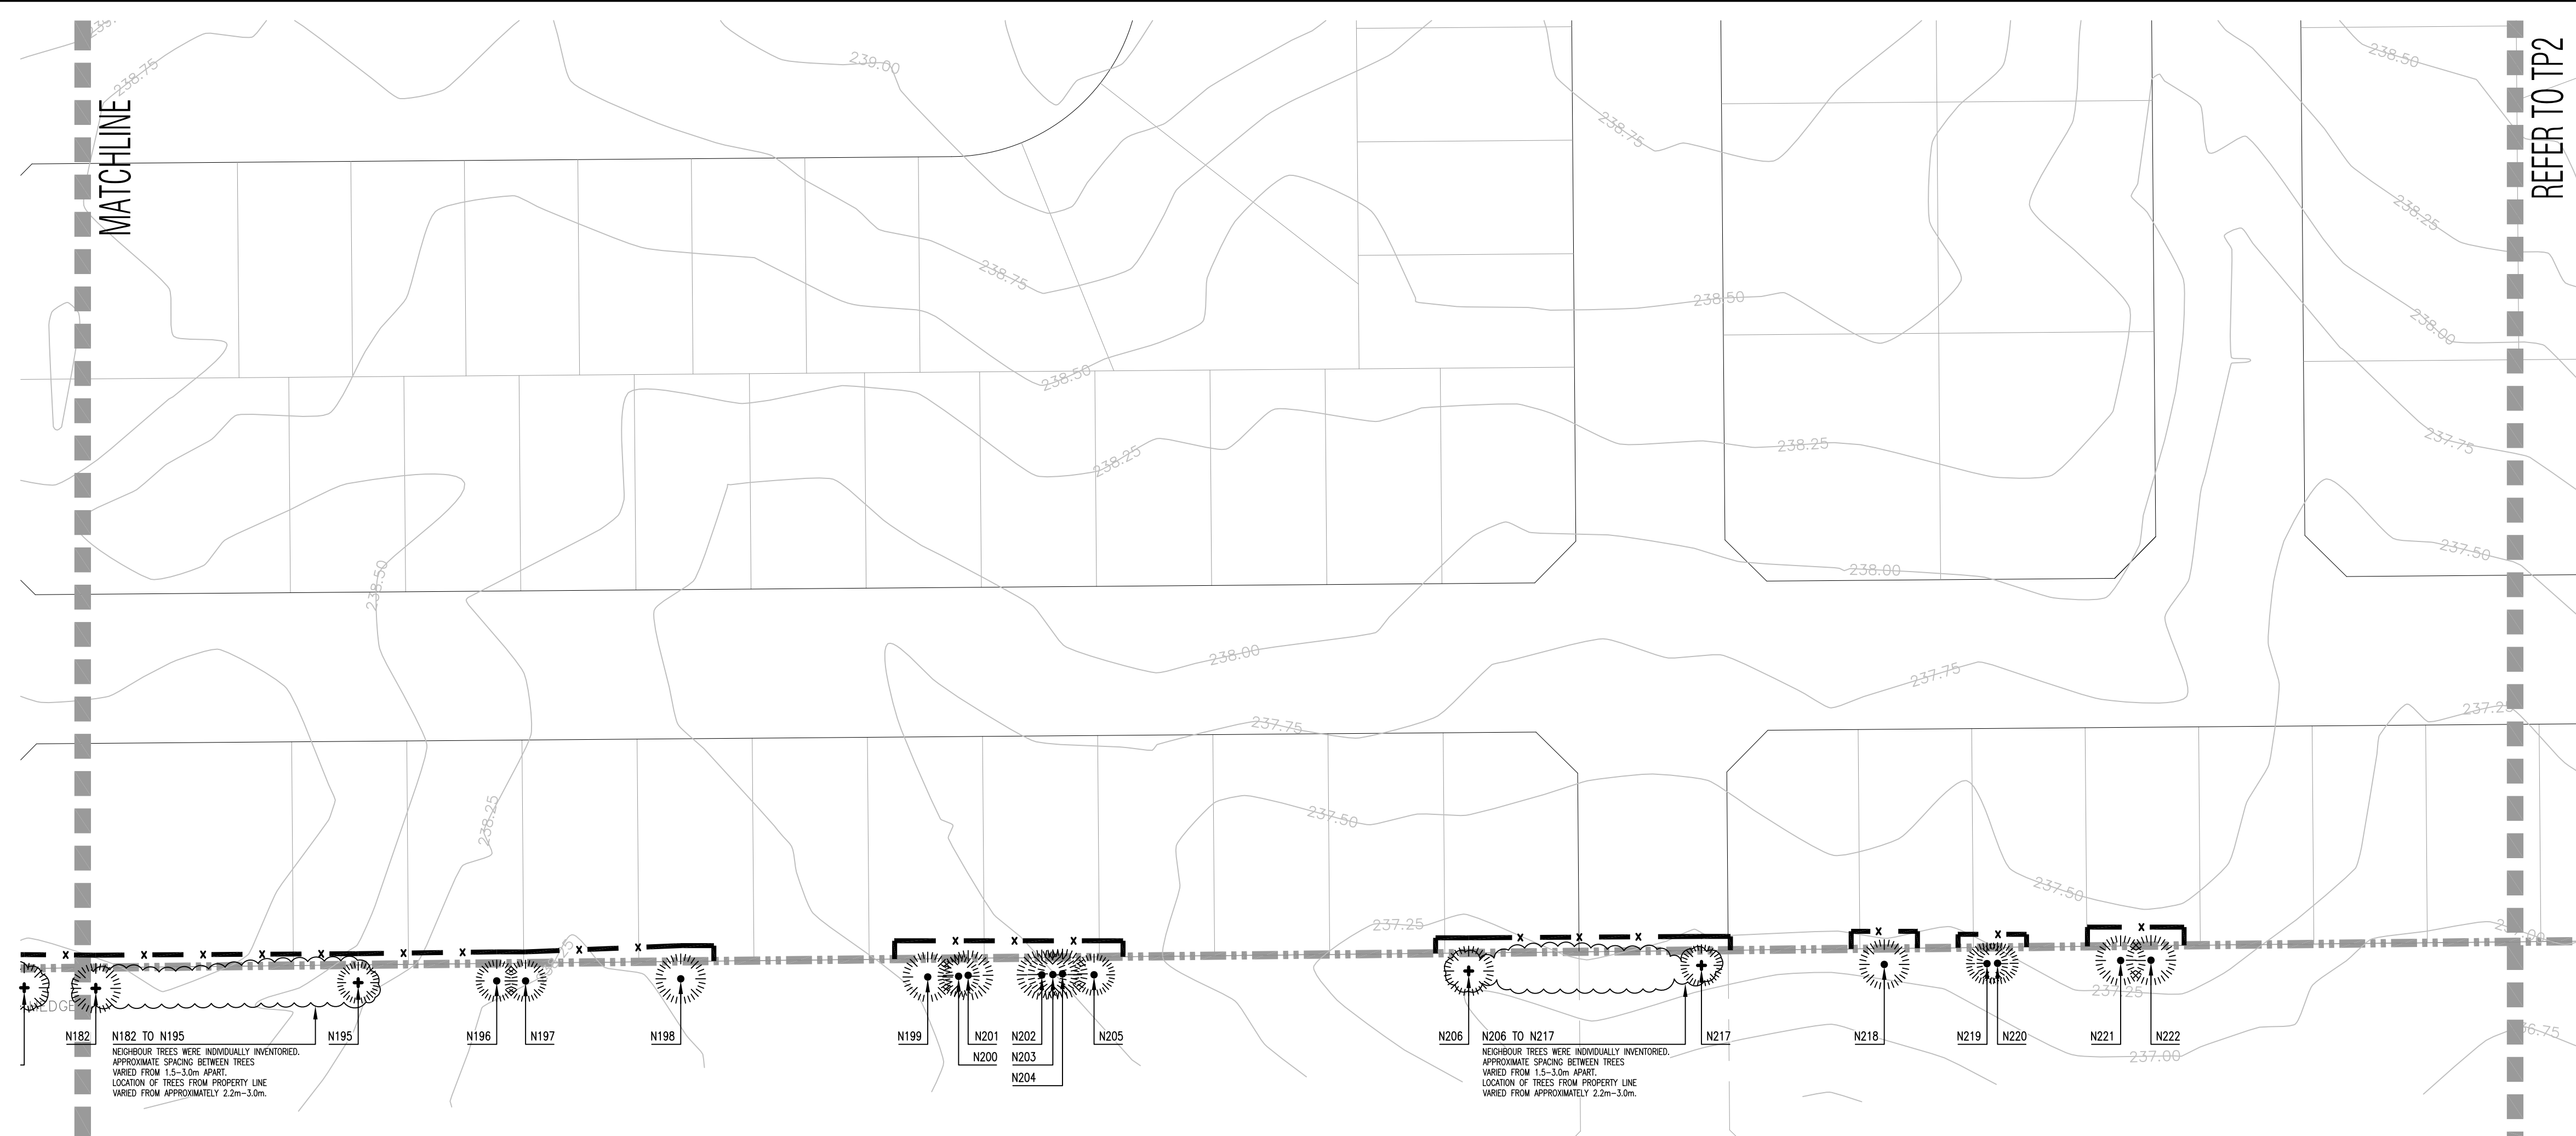 239.00
238.50
REFER TO TP2
238.75
MATCHLINE
238.75
238.25
238.75
238.50
238.00
238.50
238.25
238.25
238.25
237.75
237.50
238.50
238.00
238.00
237.75
237.25
237.75
238.25
237.50
237.50
237.25
237.25
N182
N182 TO N195
NEIGHBOUR TREES WERE INDIVIDUALLY INVENTORIED.
APPROXIMATE SPACING BETWEEN TREES
VARIED FROM 1.5-3.0m APART.
LOCATION OF TREES FROM PROPERTY LINE
VARIED FROM APPROXIMATELY 2.2m-3.0m.
N195
N196
N197
N198
N199
N201
N200
N202
N203
N204
N205
N206
N206 TO N217
NEIGHBOUR TREES WERE INDIVIDUALLY INVENTORIED.
APPROXIMATE SPACING BETWEEN TREES
VARIED FROM 1.5-3.0m APART.
LOCATION OF TREES FROM PROPERTY LINE
VARIED FROM APPROXIMATELY 2.2m-3.0m.
N217
N218
N219
N220
N221
N222
237.00